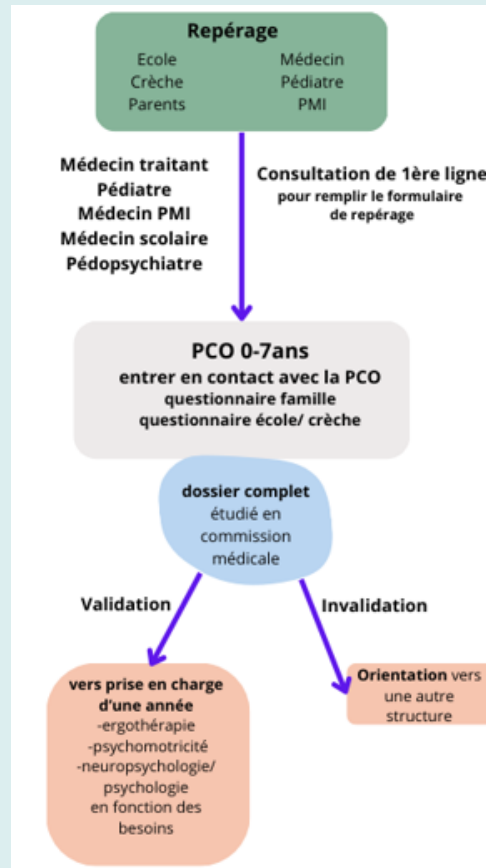 Repérage
Ecole
Crèche
Parents
Médecin
Pédiatre
PMI
Médecin traitant
Pédiatre
Médecin PMI
Médecin scolaire
Pédopsychiatre
Consultation de 1ère ligne
pour remplir le formulaire
de repérage
PCO 0-7ans
entrer en contact avec la PCO
questionnaire famille
questionnaire école/ crèche
dossier complet
étudié en
commission
médicale
Validation
Invalidation
vers prise en charge
d'une année
-ergothérapie
-psychomotricité
-neuropsychologie/
psychologie
en fonction des
besoins
Orientation vers
une autre
structure